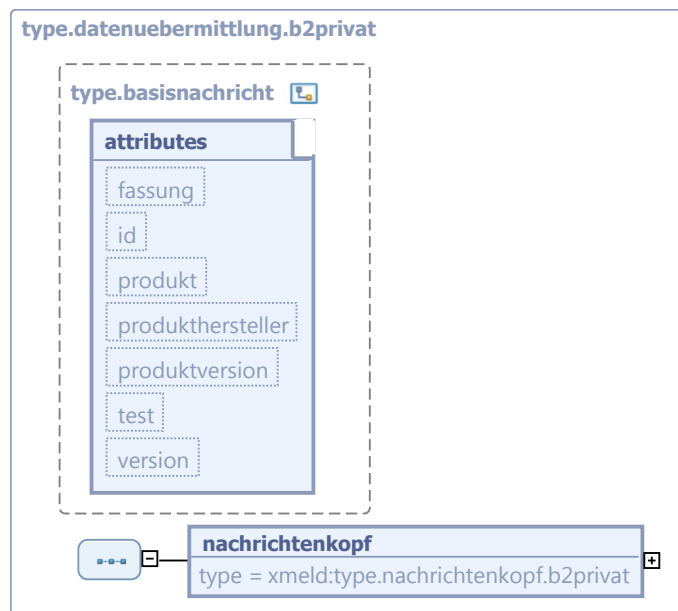 type.datenuebermittlung.b2privat
type.basisnachricht
attributes
fassung
id
produkt
produkthersteller
produktversion
test
version
nachrichtenkopf
type = xmeld:type.nachrichtenkopf.b2privat